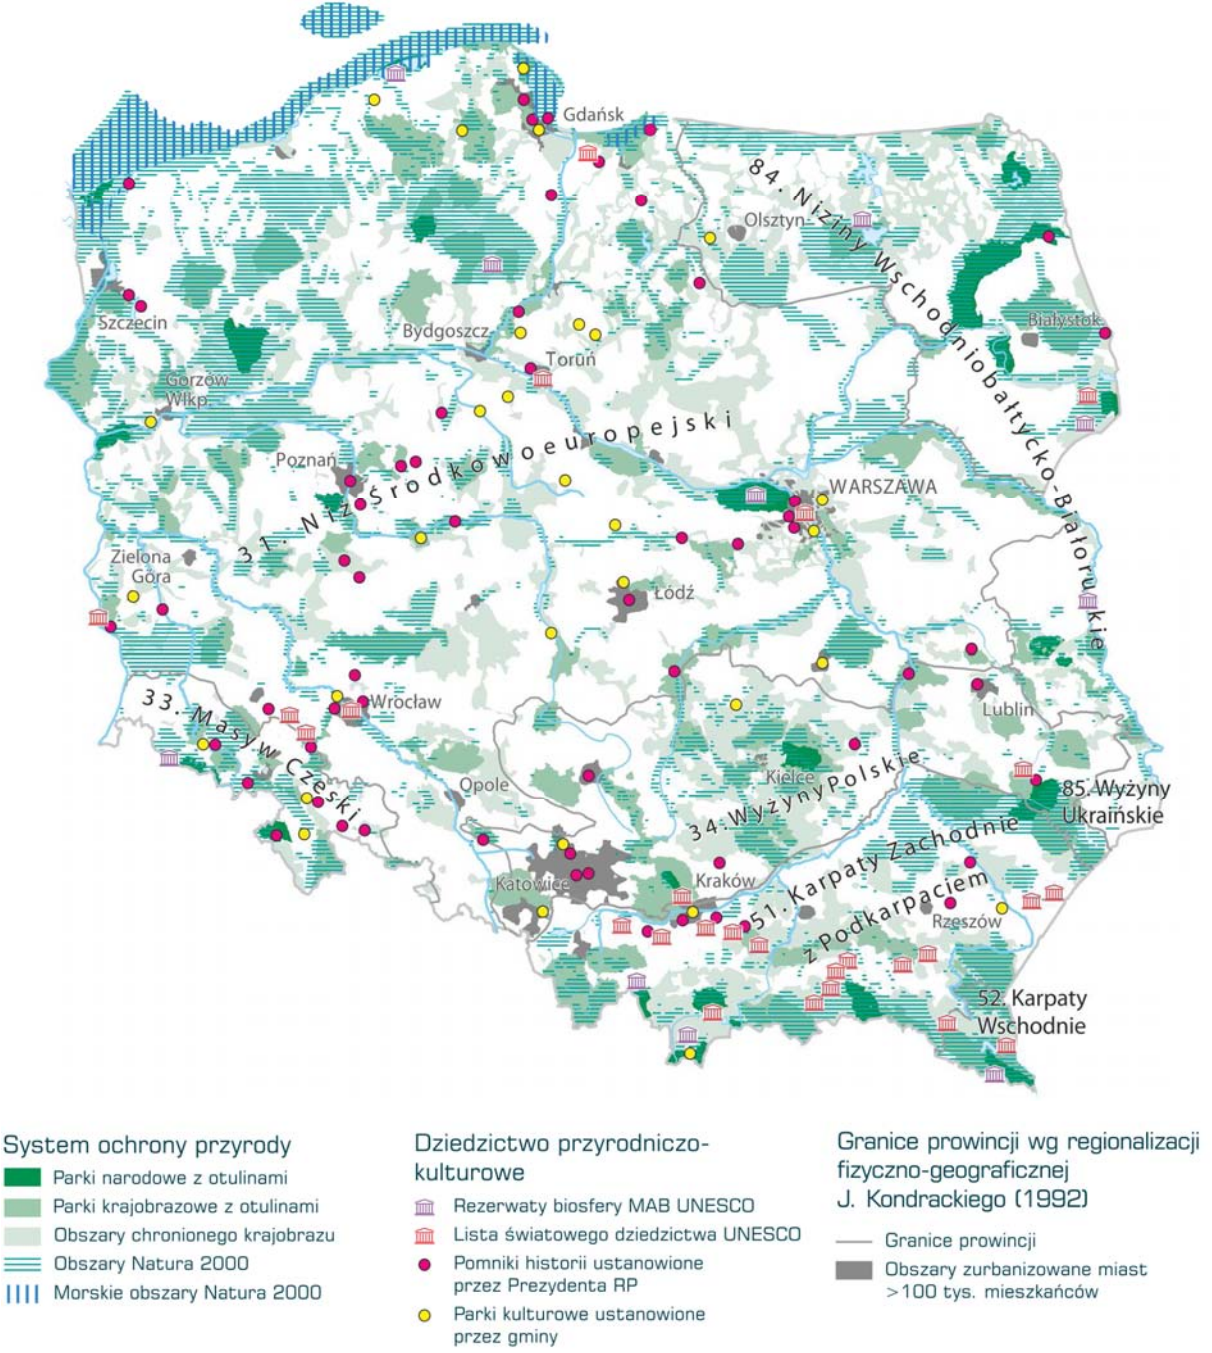 Gdańsk
84. Niziny Wschodniobałtycko-Białoruskie
Olsztyn
Szczecin
Bydgoszcz
Białystok
Toruń
Gorzów
Wlkp.
Poznań
31. Niż Środkowoeuropejski
WARSZAWA
Zielona
Góra
Łódź
33. Masyw Czeski
Wrocław
Lublin
Opole
Kielce
34. Wyżyny Polskie
85. Wyżyny
Ukraińskie
Katowice
Kraków
51. Karpaty Zachodnie
z Podkarpaciem
Rzeszów
52. Karpaty
Wschodnie
System ochrony przyrody
Parki narodowe z otulinami
Parki krajobrazowe z otulinami
Obszary chronionego krajobrazu
Obszary Natura 2000
Morskie obszary Natura 2000
Dziedzictwo przyrodniczo-
kulturowe
Rezerwaty biosfery MAB UNESCO
Lista światowego dziedzictwa UNESCO
Pomniki historii ustanowione
przez Prezydenta RP
Parki kulturowe ustanowione
przez gminy
Granice prowincji wg regionalizacji
fizyczno-geograficznej
J. Kondrackiego (1992)
Granice prowincji
Obszary zurbanizowane miast
>100 tys. mieszkańców